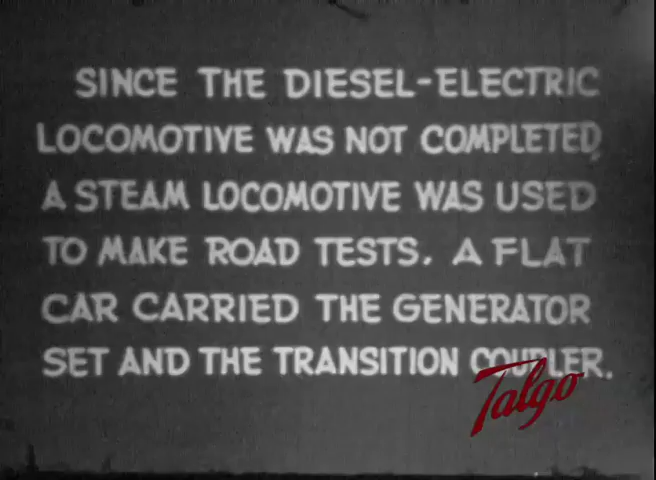 SINCE THE DIESEL-ELECTRIC
LOCOMOTIVE WAS NOT COMPLETED,
A STEAM LOCOMOTIVE WAS USED
TO MAKE ROAD TESTS. A FLAT
CAR CARRIED THE GENERATOR
SET AND THE TRANSITION COUPLER.
Talgo